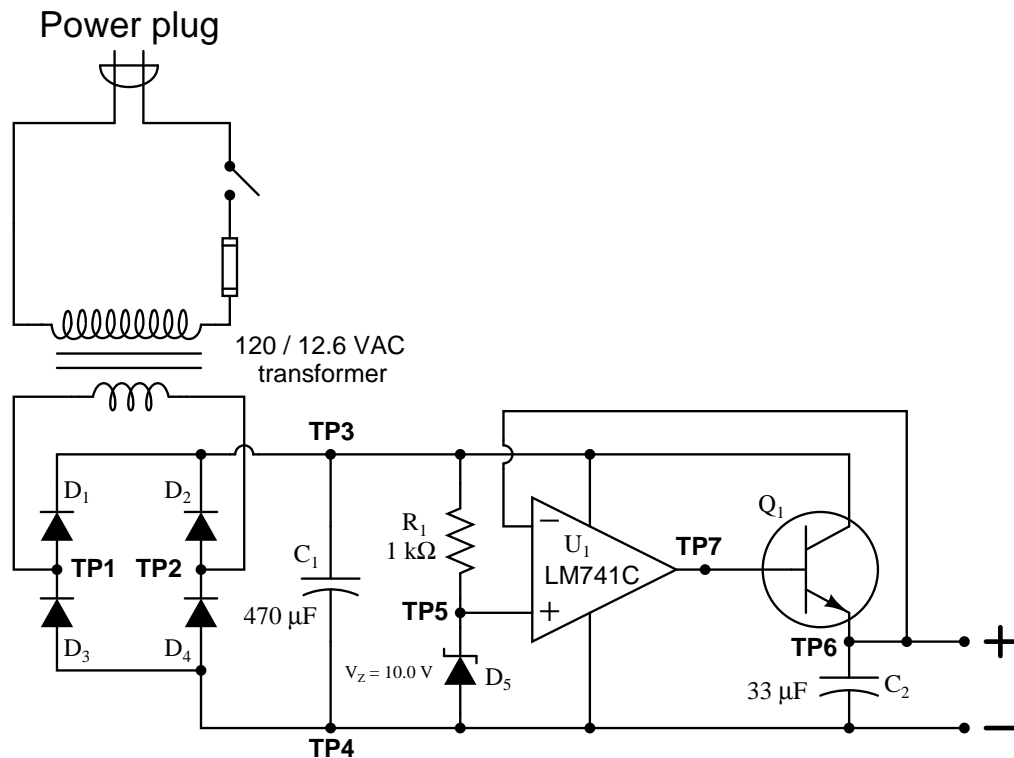 Power plug
120 / 12.6 VAC
transformer
TP3
D1
D2
R1
1 kΩ
Q1
−
U1
LM741C
TP7
C1
TP1
TP2
470 µF
TP5
+
D3
D4
VZ = 10.0 V
D5
TP6
+
33 µF
C2
−
TP4